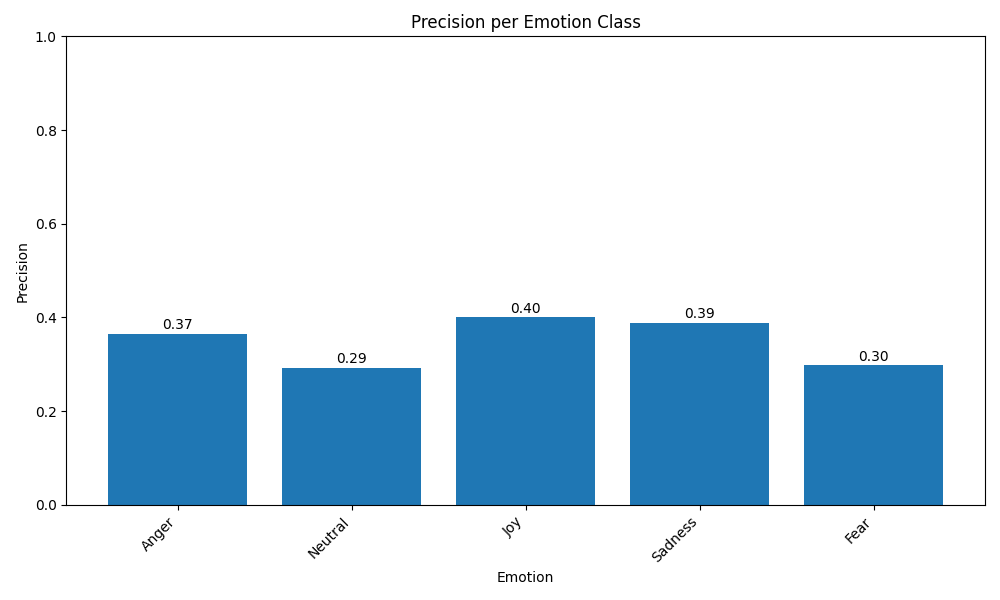 Precision per Emotion Class
1.0
0.8
0.6
0.4
0.2
0.0
Precision
0.37
0.29
0.40
0.39
0.30
Anger
Neutral
Joy
Sadness
Fear
Emotion